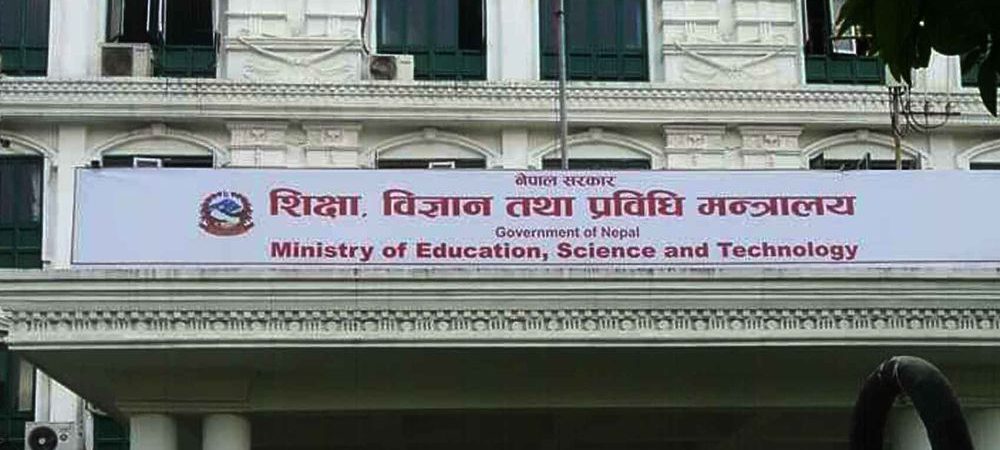 नेपाल सरकार
शिक्षा, विज्ञान तथा प्रविधि मन्त्रालय
Government of Nepal
Ministry of Education, Science and Technology